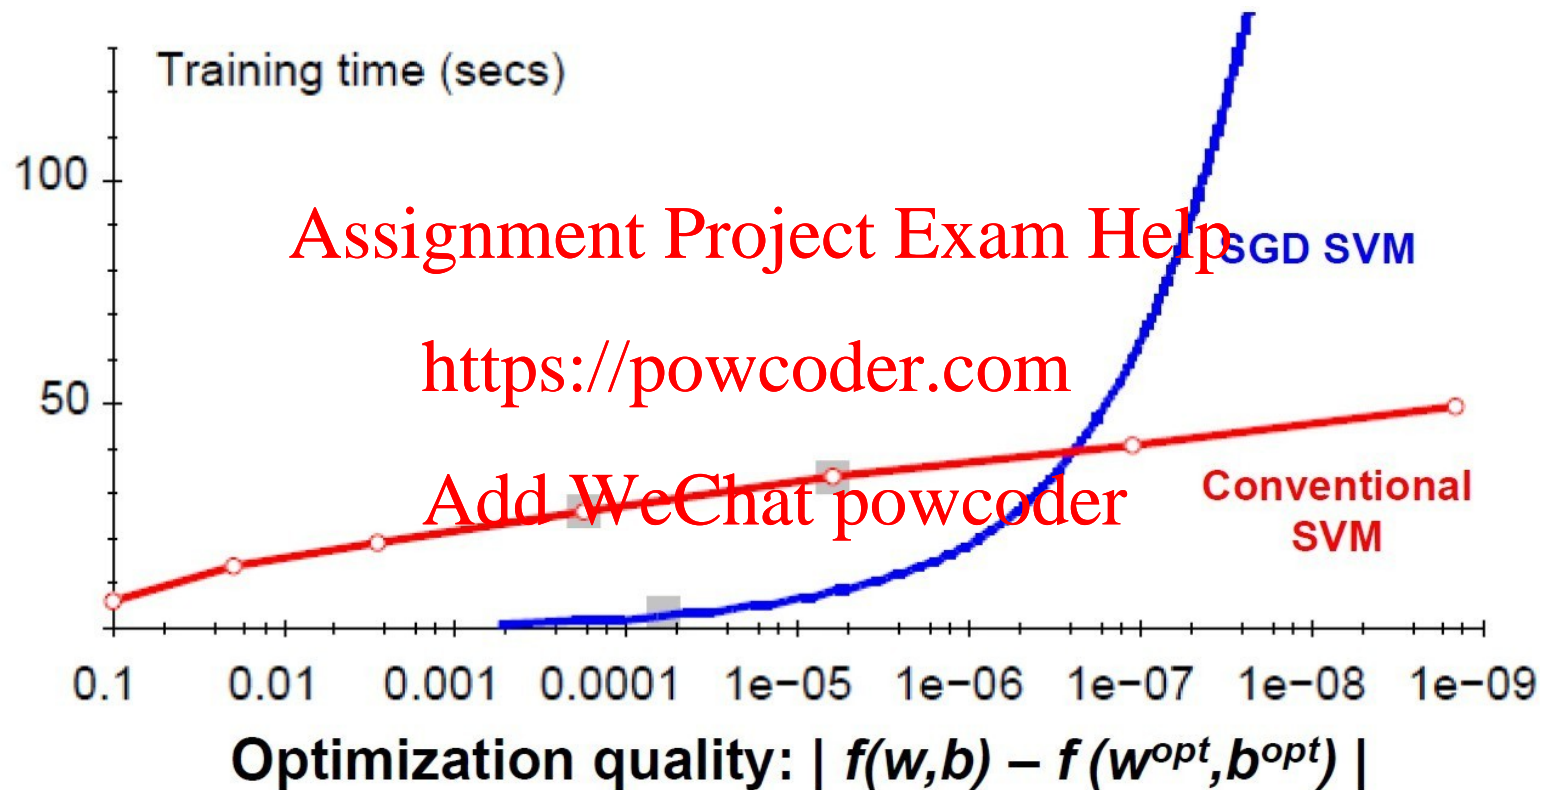 Training time (secs)
100
Assignment Project Exam Help
SGD SVM
https://powcoder.com
50
Add WeChat powcoder
Conventional
SVM
0.1 0.01 0.001 0.0001 1e−05 1e−06 1e−07 1e−08 1e−09
Optimization quality: | f(w,b) – f (wᵒᵖᵗ,bᵒᵖᵗ) |